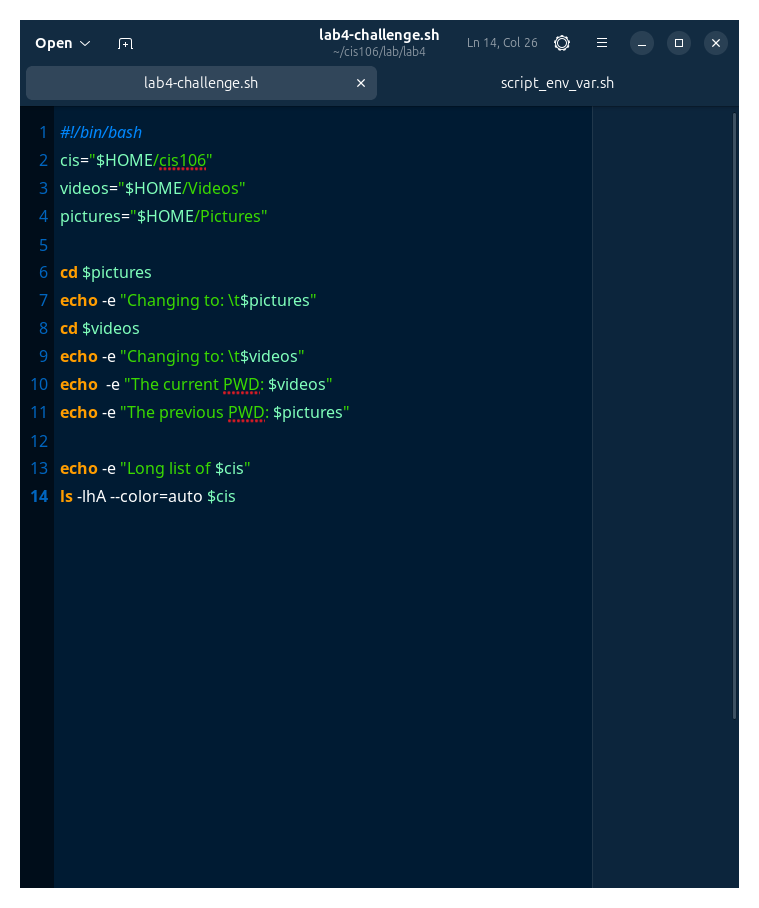 Open
lab4-challenge.sh
~/cis106/lab/lab4
Ln 14, Col 26
lab4-challenge.sh
script_env_var.sh
1 #!/bin/bash
2 cis="$HOME/cis106"
3 videos="$HOME/Videos"
4 pictures="$HOME/Pictures"
5
6 cd $pictures
7 echo -e "Changing to: \t$pictures"
8 cd $videos
9 echo -e "Changing to: \t$videos"
10 echo  -e "The current PWD: $videos"
11 echo -e "The previous PWD: $pictures"
12
13 echo -e "Long list of $cis"
14 ls -lhA --color=auto $cis